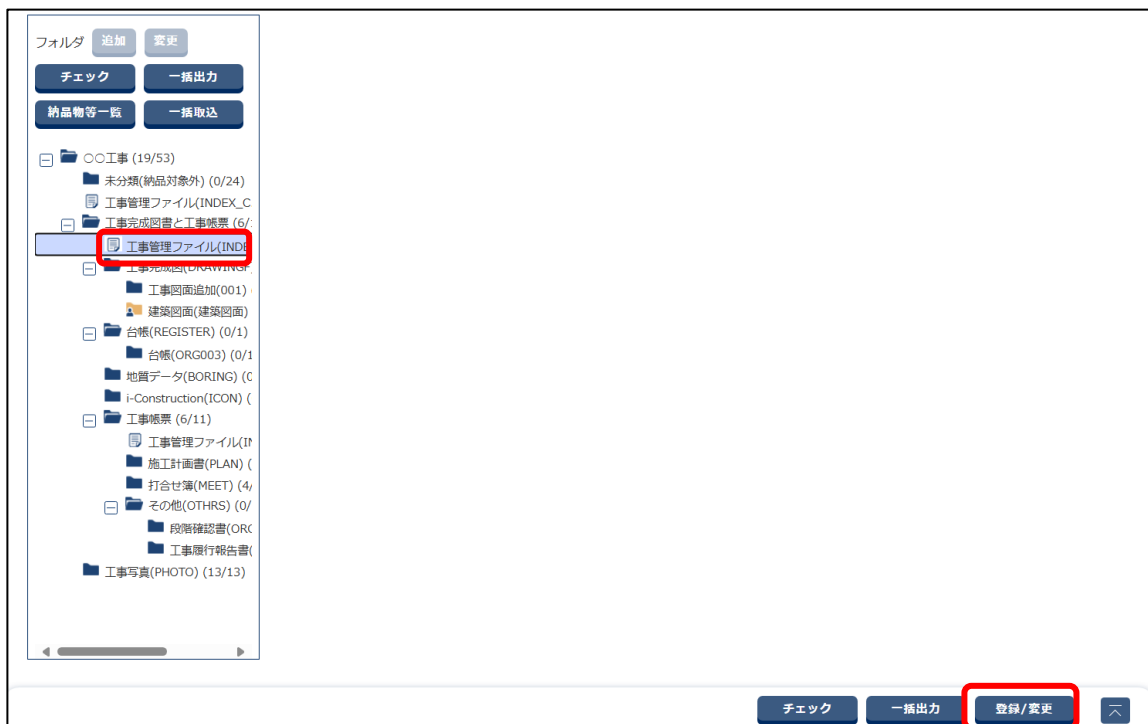 フォルダ 追加 変更
チェック 一括出力
納品物等一覧 一括取込
○○工事 (19/53)
未分類(納品対象外) (0/24)
工事管理ファイル(INDEX_C
工事完成図書と工事帳票 (6/
工事管理ファイル(INDE
工事完成図(DRAWINGF)
工事図面追加(001)
建築図面(建築図面)
台帳(REGISTER) (0/1)
台帳(ORG003) (0/1
地質データ(BORING) (0
i-Construction(ICON) (
工事帳票 (6/11)
工事管理ファイル(IN
施工計画書(PLAN) (
打合せ簿(MEET) (4/
その他(OTHRS) (0/
段階確認書(ORG
工事履行報告書(
工事写真(PHOTO) (13/13)
チェック 一括出力 登録/変更